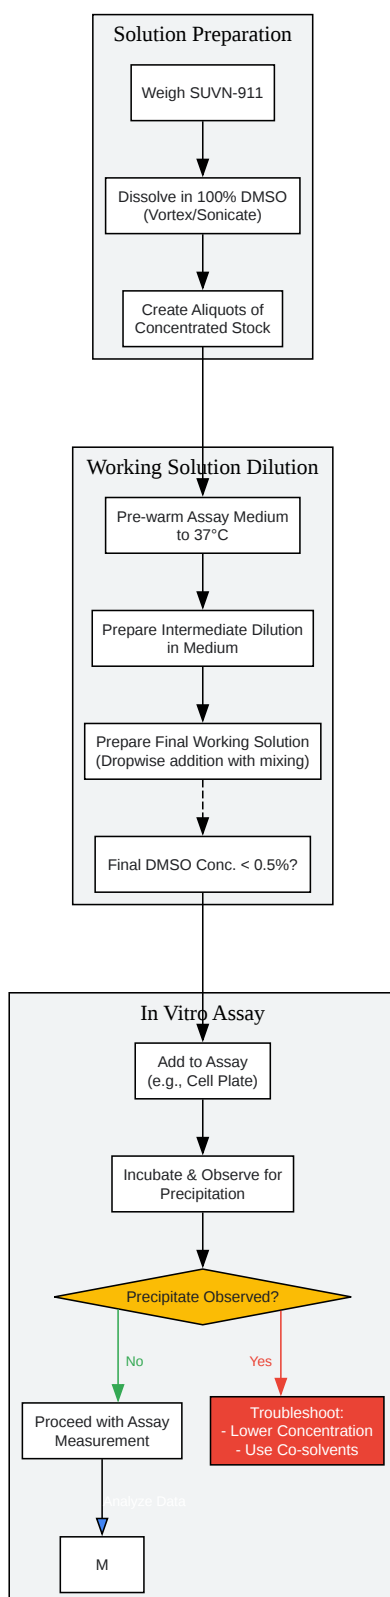 Solution Preparation
Weigh SUVN-911
Dissolve in 100% DMSO
(Vortex/Sonicate)
Create Aliquots of
Concentrated Stock
Working Solution Dilution
Pre-warm Assay Medium
to 37°C
Prepare Intermediate Dilution
in Medium
Prepare Final Working Solution
(Dropwise addition with mixing)
Final DMSO Conc. < 0.5%?
In Vitro Assay
Add to Assay
(e.g., Cell Plate)
Incubate & Observe for
Precipitation
Precipitate Observed?
No
Yes
Proceed with Assay
Measurement
Troubleshoot:
- Lower Concentration
- Use Co-solvents
Analyze Data
M